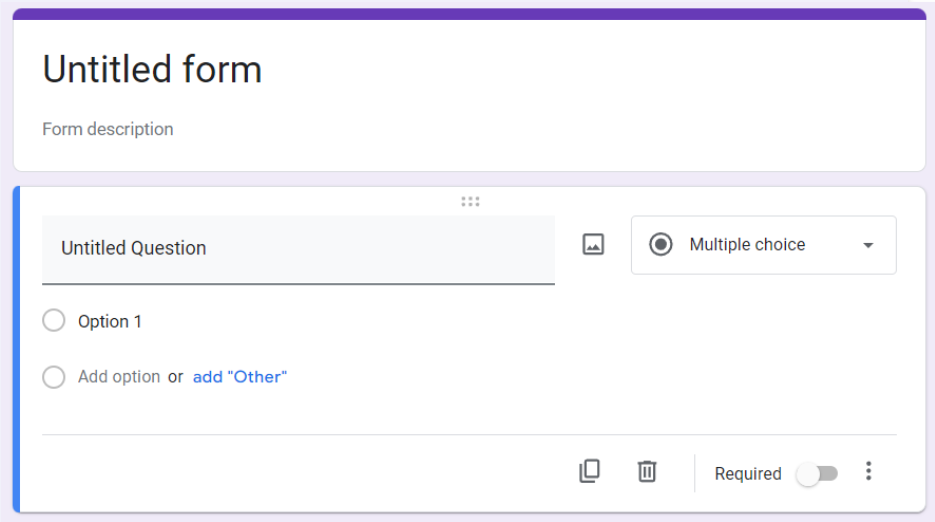 Untitled form
Form description
Untitled Question
Multiple choice
Option 1
Add option or add "Other"
Required